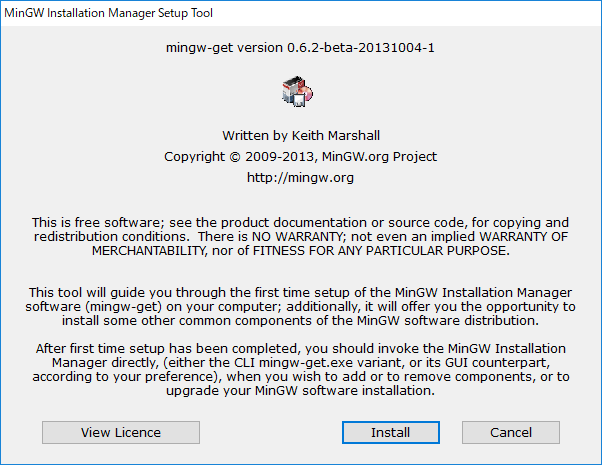 MinGW Installation Manager Setup Tool
mingw-get version 0.6.2-beta-20131004-1
Written by Keith Marshall
Copyright © 2009-2013, MinGW.org Project
http://mingw.org
This is free software; see the product documentation or source code, for copying and
redistribution conditions.  There is NO WARRANTY; not even an implied WARRANTY OF
MERCHANTABILITY, nor of FITNESS FOR ANY PARTICULAR PURPOSE.
This tool will guide you through the first time setup of the MinGW Installation Manager
software (mingw-get) on your computer; additionally, it will offer you the opportunity to
install some other common components of the MinGW software distribution.
After first time setup has been completed, you should invoke the MinGW Installation
Manager directly, (either the CLI mingw-get.exe variant, or its GUI counterpart,
according to your preference), when you wish to add or to remove components, or to
upgrade your MinGW software installation.
View Licence
Install
Cancel